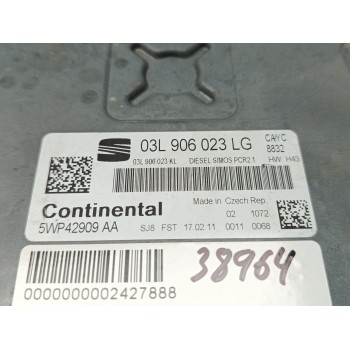 03L 906 023 LG
CAYC
8832
03L 906 023 KL DIESEL SIMOS PCR2.1 HW: H43
Made in Czech Rep.
Continental
02 1072
5WP42909 AA SJ8 FST 17.02.11 0011 0068
38964
0000000002427888